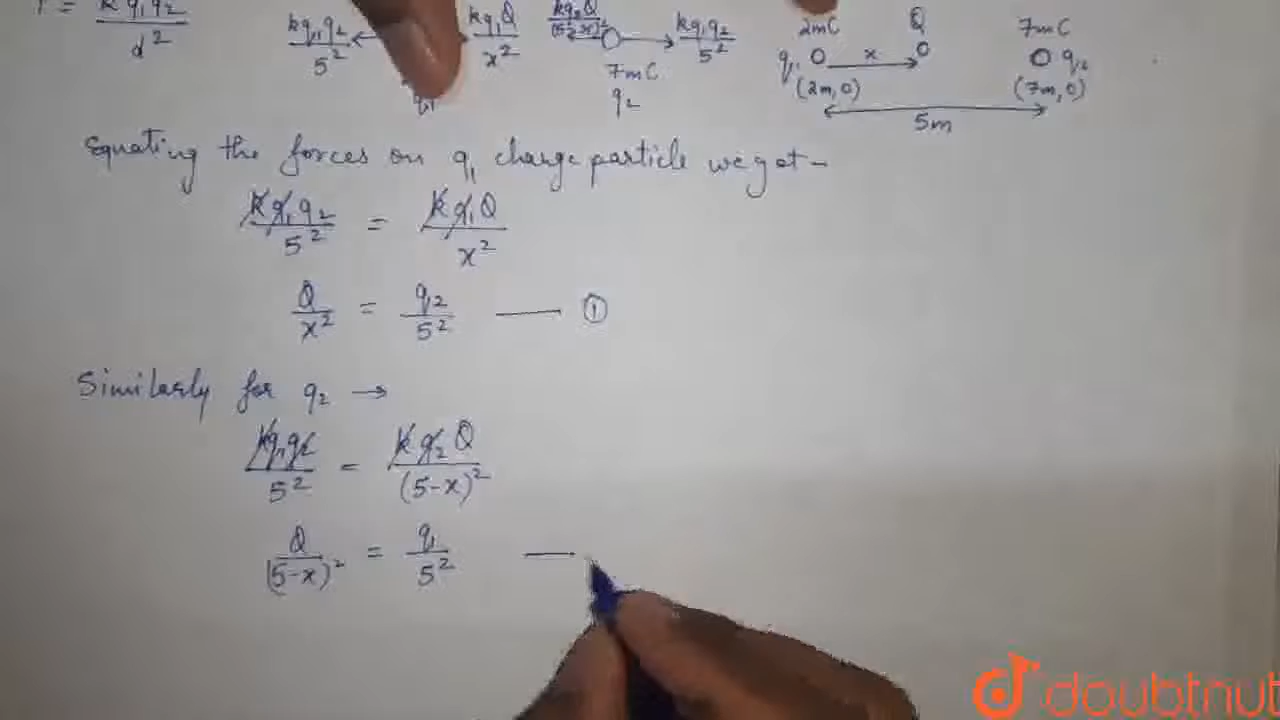 F = k q₁q₂ / d²
kq₁q₂ / 5²
kq₁Q / x²
kq₂Q / (5-x)²
kq₁q₂ / 5²
7mC
q₁
q₂
2mC Q 7mC
q₁ x q₂
(2m,0) (7m,0)
5m
Equating the forces on q₁ charge particle we get -
kq₁q₂ / 5² = kq₁Q / x²
Q / x² = q₂ / 5² —— ①
Similarly for q₂ →
kq₁q₂ / 5² = kq₂Q / (5-x)²
Q / (5-x)² = q₁ / 5² ——
doubtnut